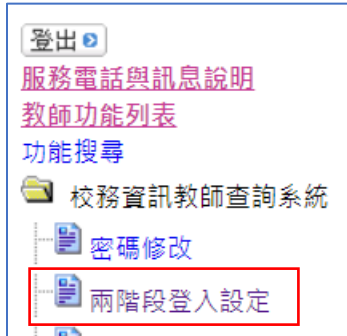 登出
服務電話與訊息說明
教師功能列表
功能搜尋
校務資訊教師查詢系統
密碼修改
兩階段登入設定